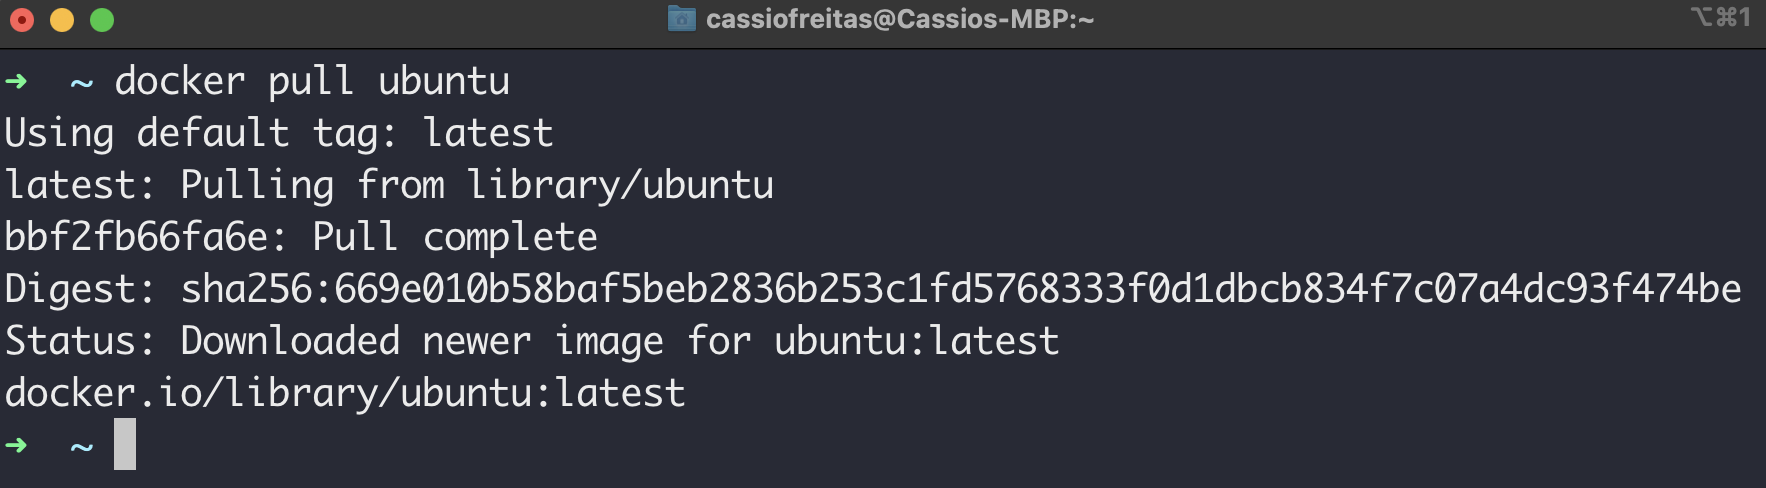 cassiofreitas@Cassios-MBP:~
⌥⌘1
➜ ~ docker pull ubuntu
Using default tag: latest
latest: Pulling from library/ubuntu
bbf2fb66fa6e: Pull complete
Digest: sha256:669e010b58baf5beb2836b253c1fd5768333f0d1dbcb834f7c07a4dc93f474be
Status: Downloaded newer image for ubuntu:latest
docker.io/library/ubuntu:latest
➜ ~